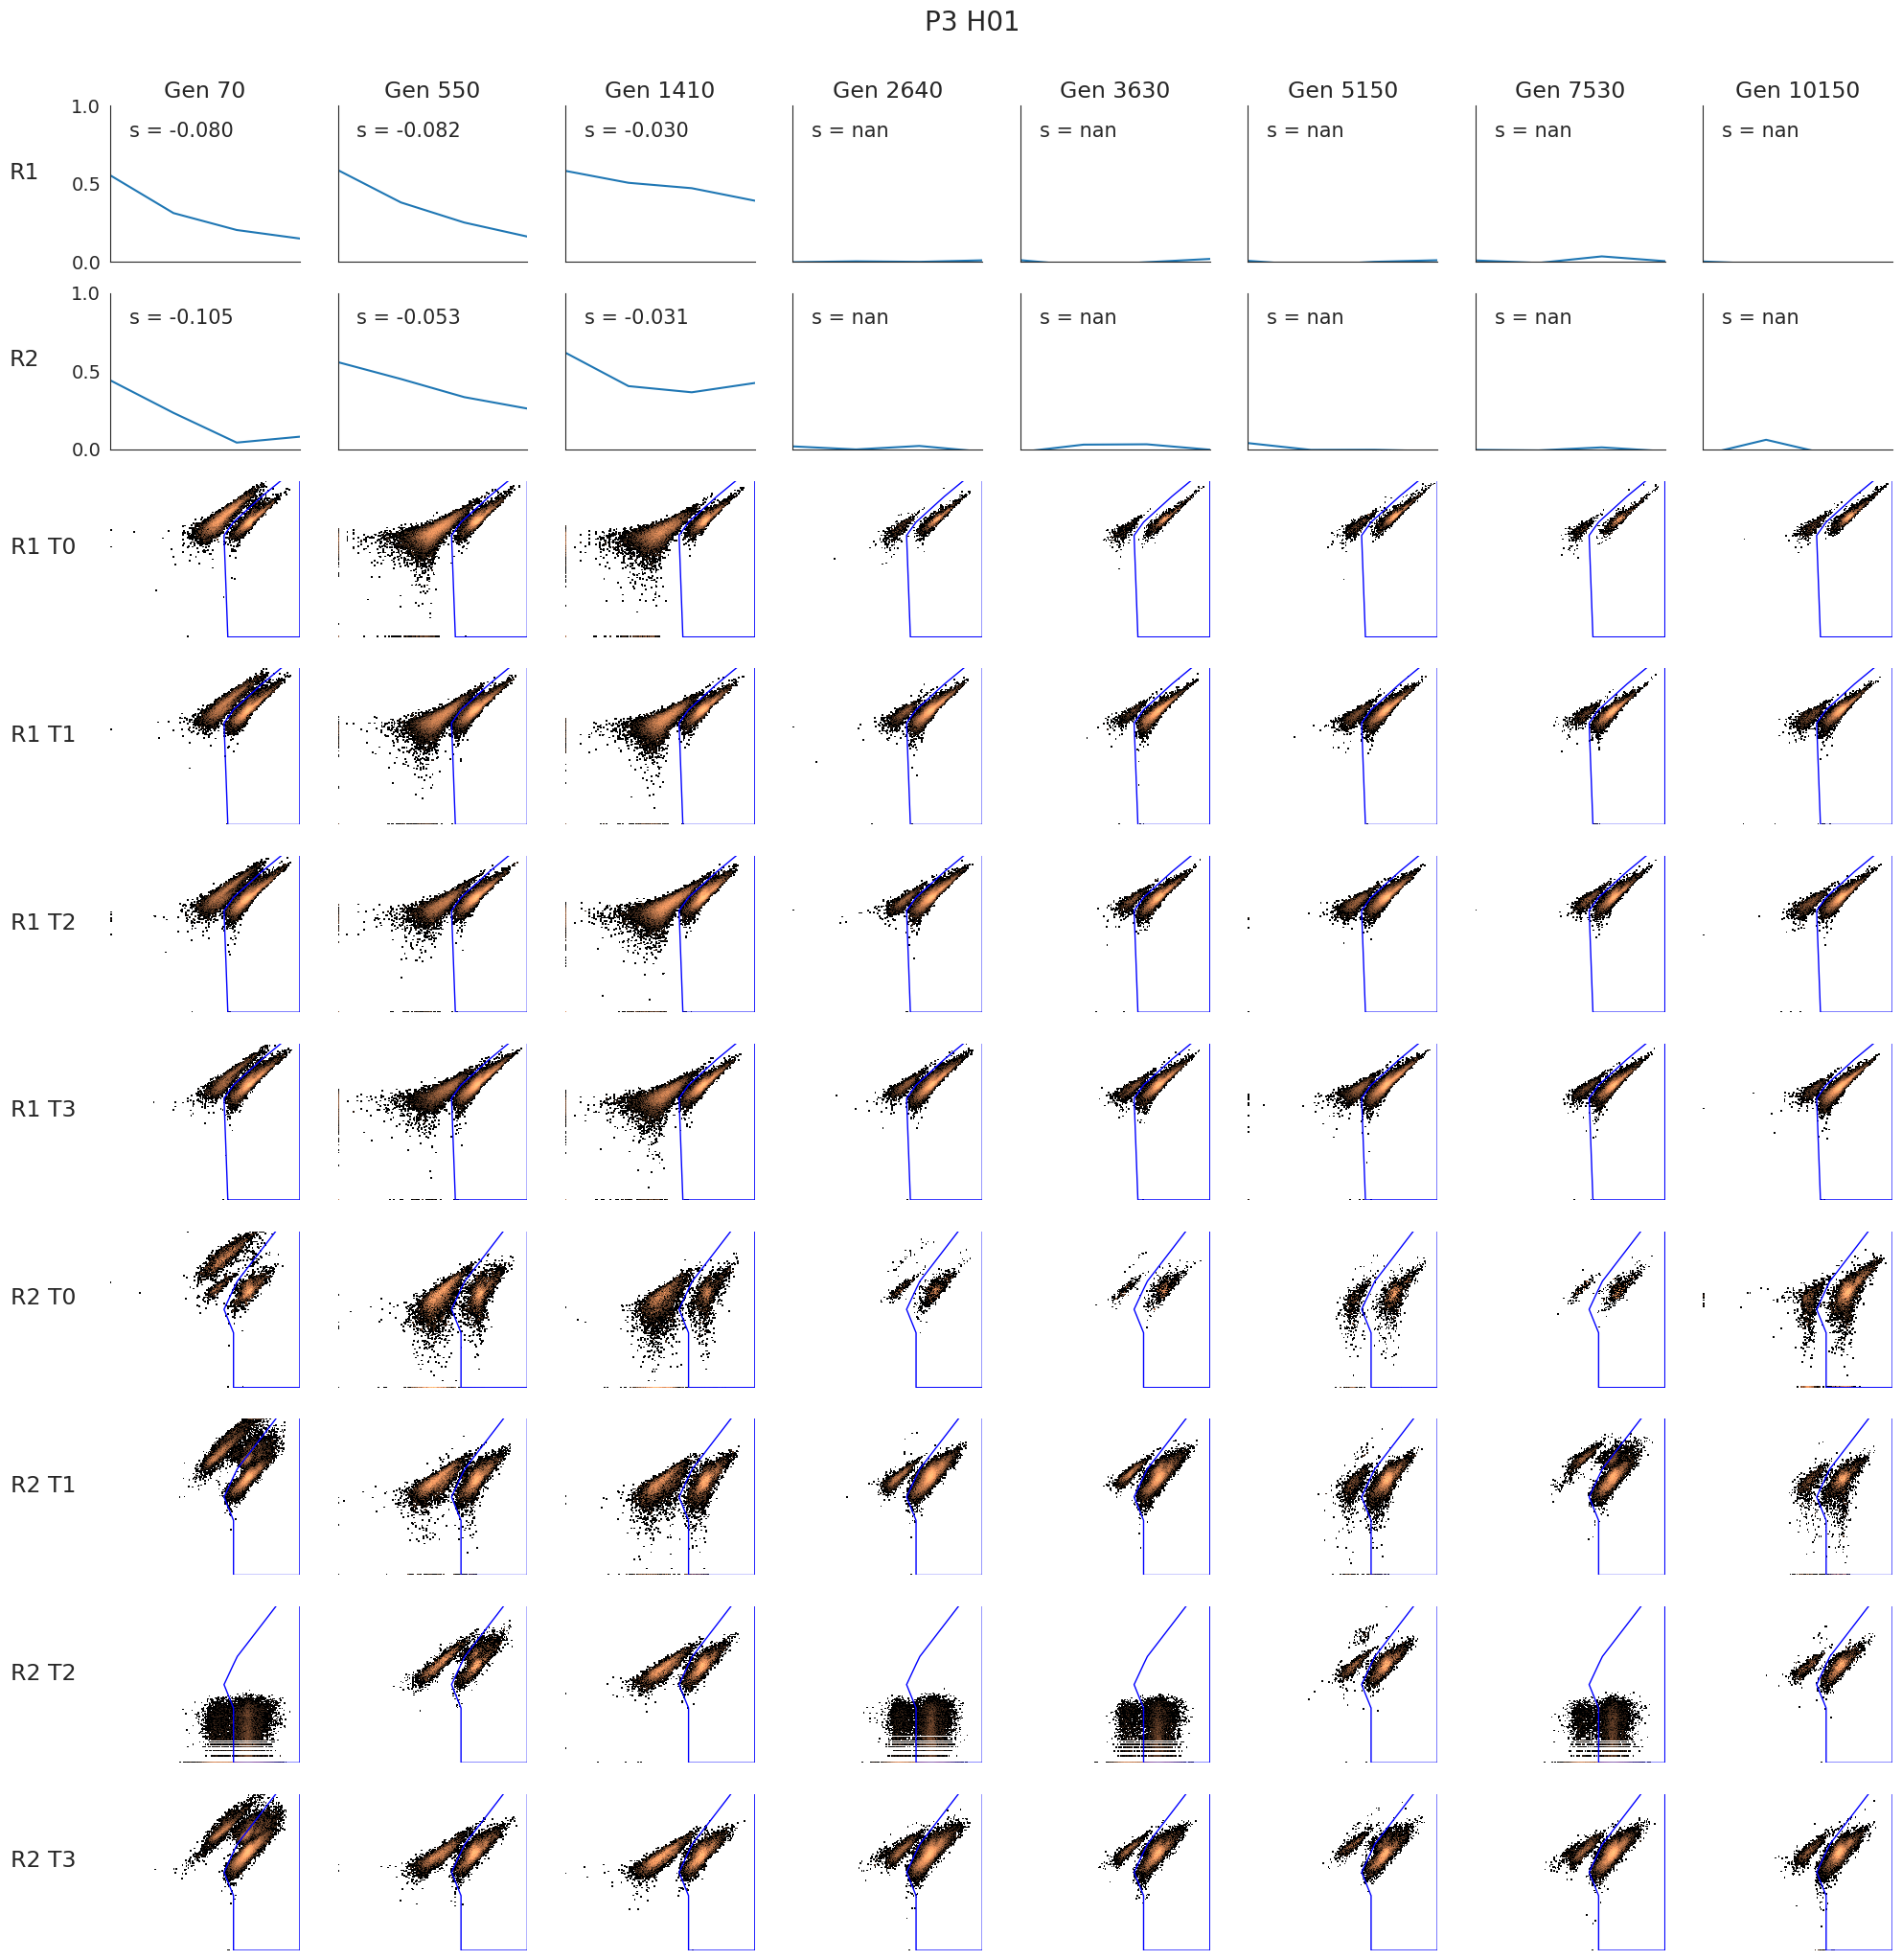 P3 H01
Gen 70 Gen 550 Gen 1410 Gen 2640 Gen 3630 Gen 5150 Gen 7530 Gen 10150
1.0
s = -0.080 s = -0.082 s = -0.030 s = nan s = nan s = nan s = nan s = nan
R1
0.5
0.0
1.0
s = -0.105 s = -0.053 s = -0.031 s = nan s = nan s = nan s = nan s = nan
R2
0.5
0.0
R1 T0
R1 T1
R1 T2
R1 T3
R2 T0
R2 T1
R2 T2
R2 T3